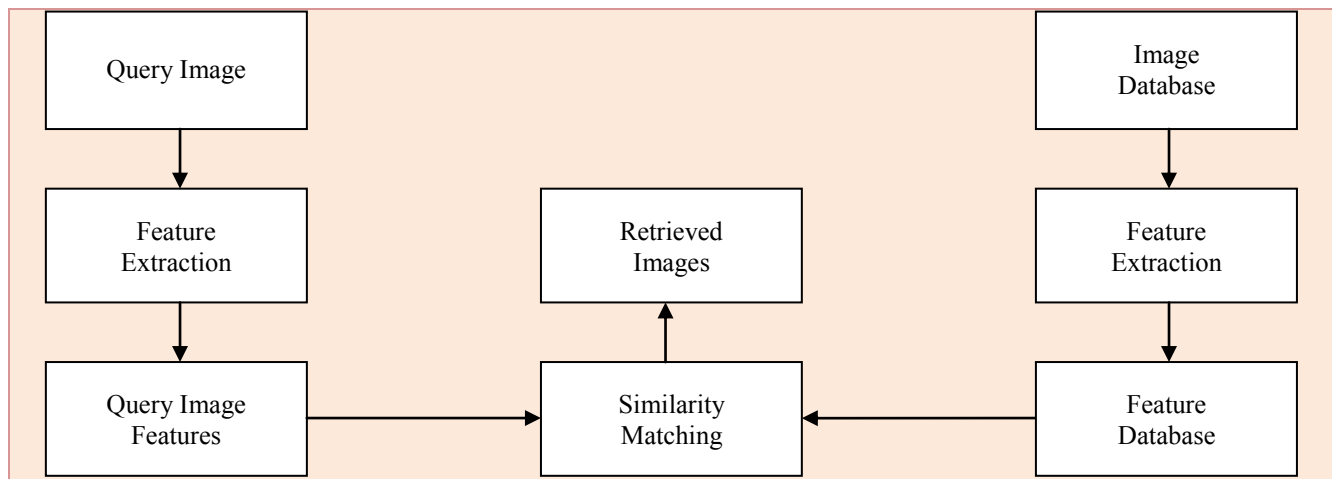 Query Image
Image
Database
Feature
Extraction
Retrieved
Images
Feature
Extraction
Query Image
Features
Similarity
Matching
Feature
Database